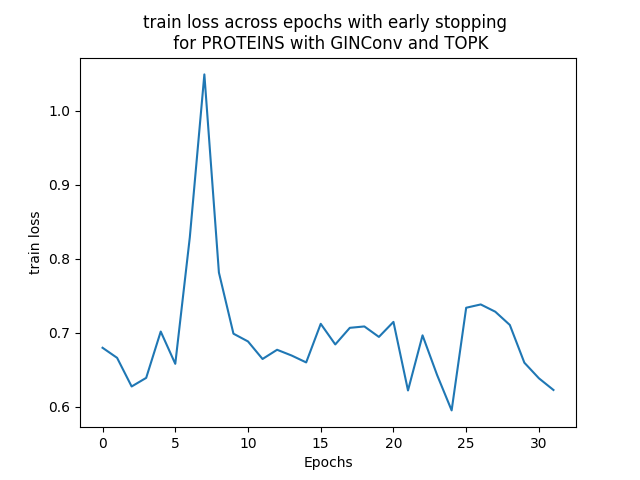 train loss across epochs with early stopping
for PROTEINS with GINConv and TOPK
1.0
0.9
0.8
0.7
0.6
train loss
0 5 10 15 20 25 30
Epochs